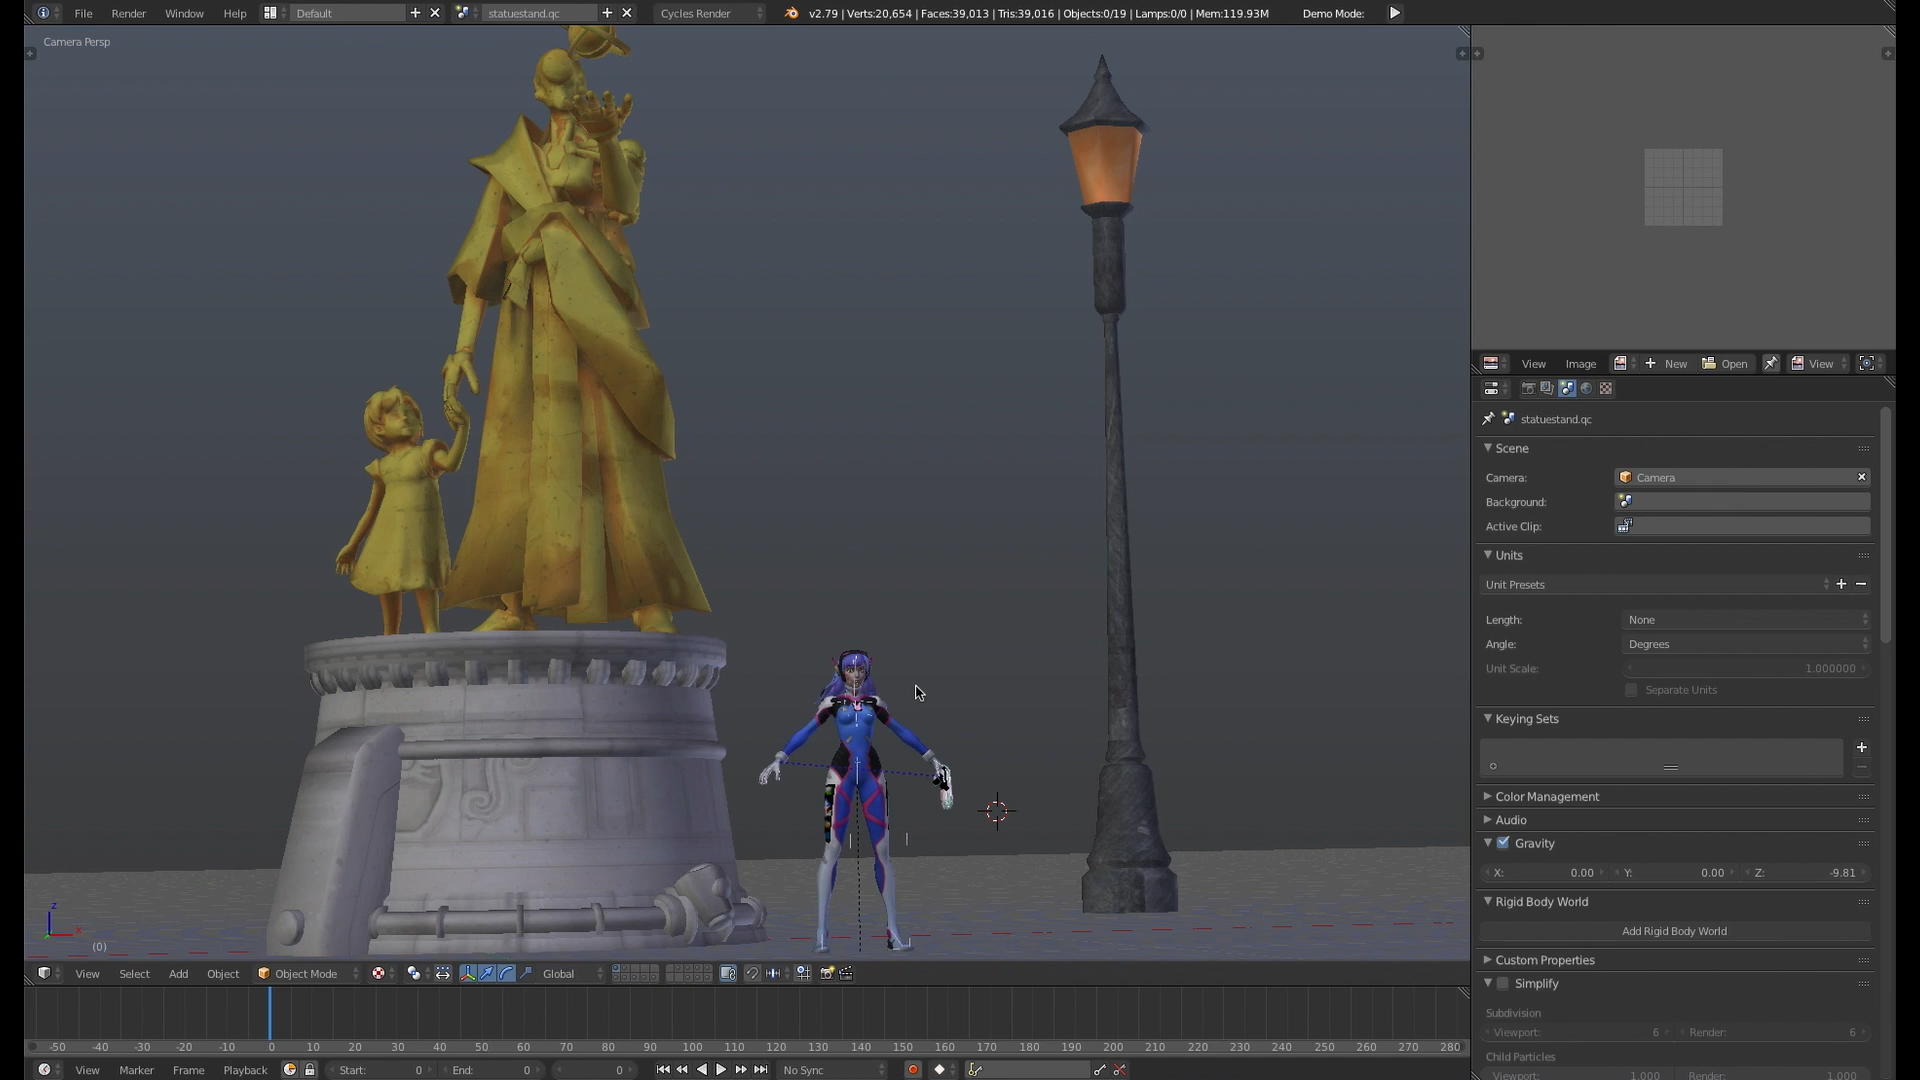 File Render Window Help Default statuestand.qc Cycles Render v2.79 | Verts:20,654 | Faces:39,013 | Tris:39,016 | Objects:0/19 | Lamps:0/0 | Mem:119.93M Demo Mode:
Camera Persp
View Image New Open View
statuestand.qc
Scene
Camera: Camera
Background:
Active Clip:
Units
Unit Presets
Length: None
Angle: Degrees
Unit Scale: 1.000000
Separate Units
Keying Sets
Color Management
Audio
Gravity
X: 0.00 Y: 0.00 Z: -9.81
Rigid Body World
Add Rigid Body World
Custom Properties
Simplify
Subdivision
Viewport: 6 Render: 6
Child Particles
Viewport: 1.000 Render: 1.000
z
x
(0)
View Select Add Object Object Mode Global
-50 -40 -30 -20 -10 0 10 20 30 40 50 60 70 80 90 100 110 120 130 140 150 160 170 180 190 200 210 220 230 240 250 260 270 280
View Marker Frame Playback Start: 0 End: 0 0 No Sync